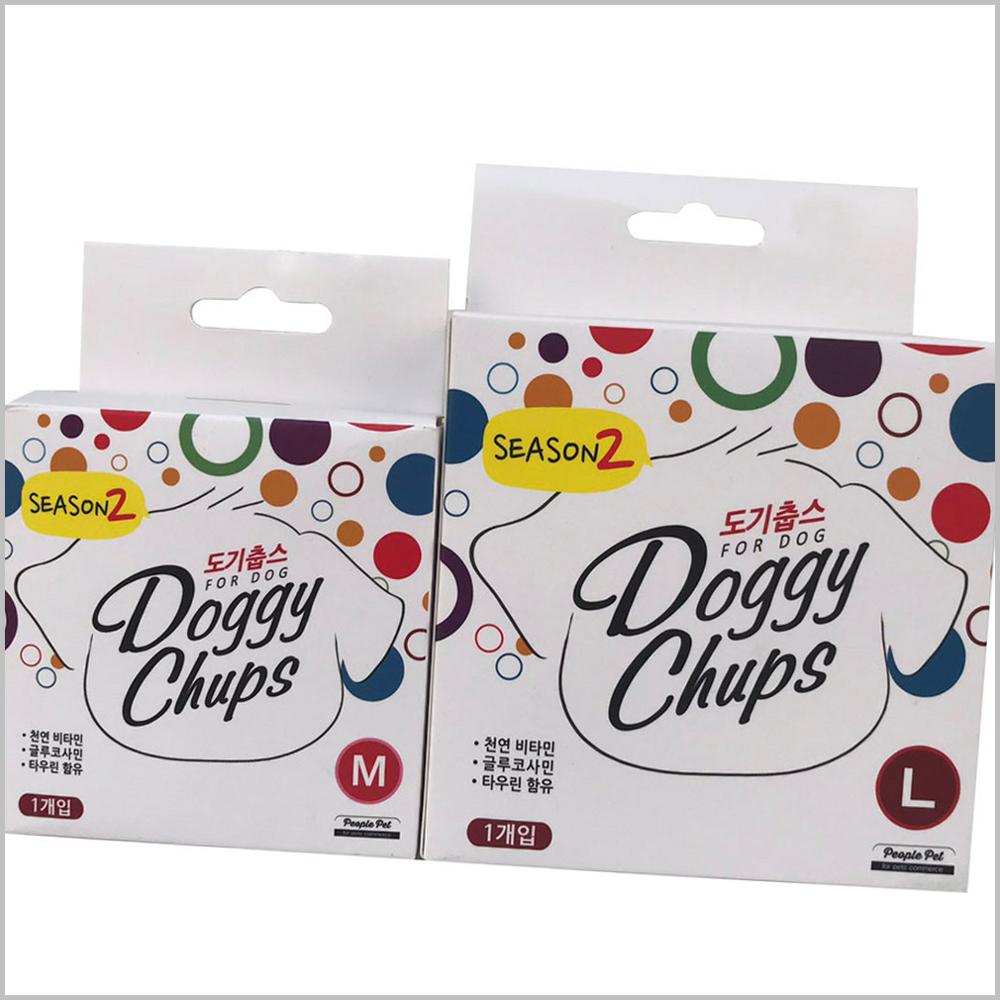 SEASON2
도기춥스
FOR DOG
Doggy
Chups
• 천연 비타민
• 글루코사민
• 타우린 함유
1개입
M
People Pet
for pets commerce
SEASON2
도기춥스
FOR DOG
Doggy
Chups
• 천연 비타민
• 글루코사민
• 타우린 함유
1개입
L
People Pet
for pets commerce